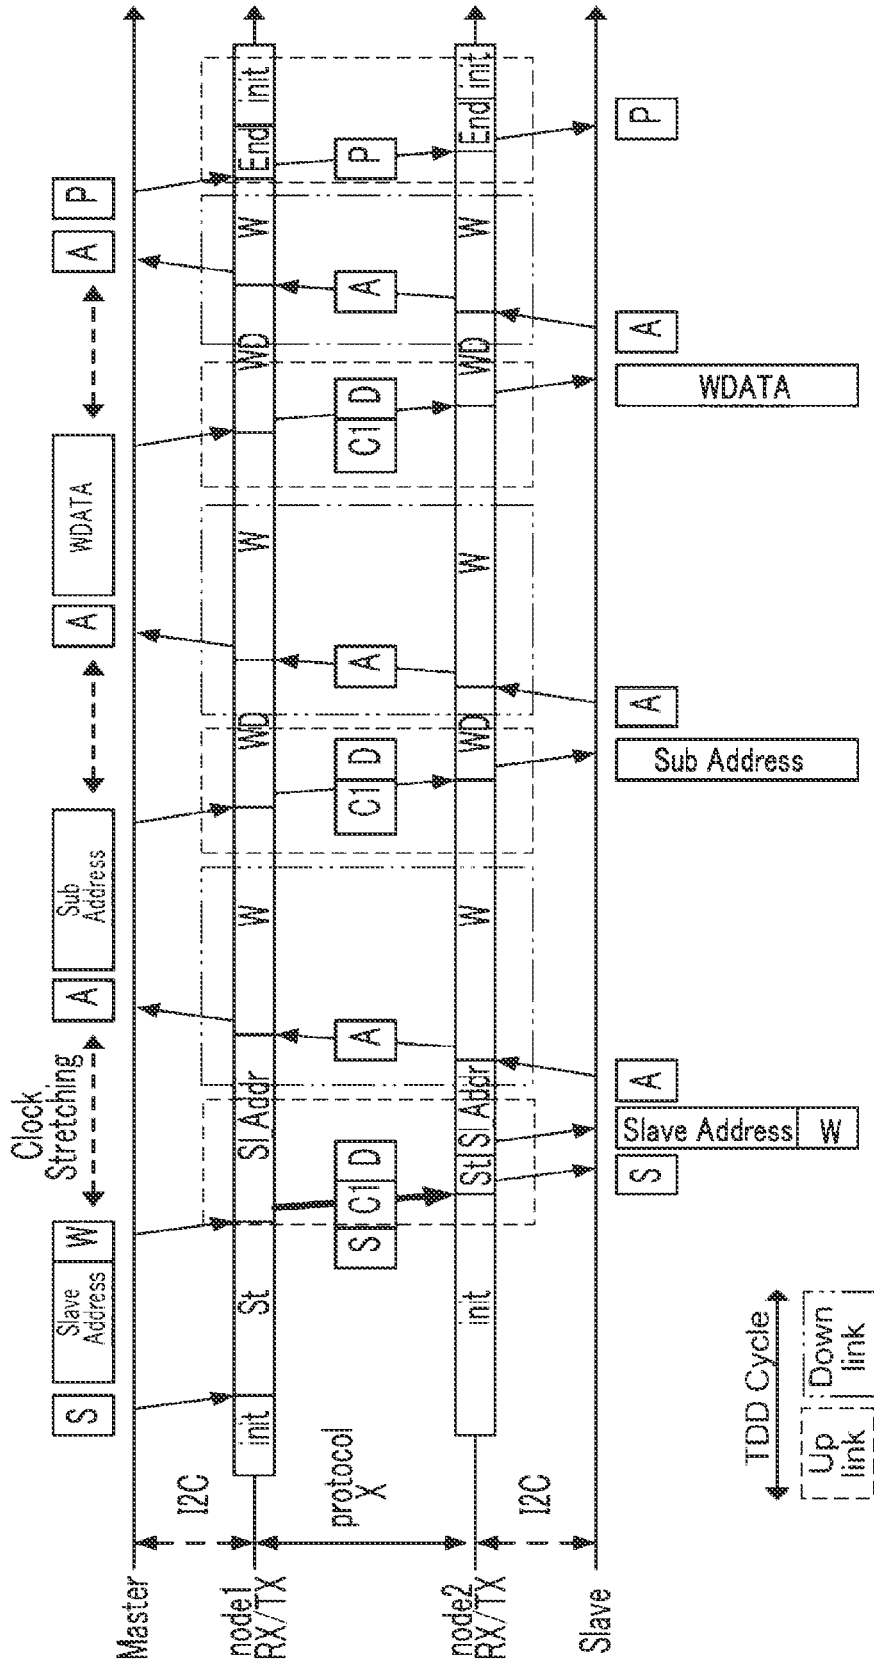 Clock
Stretching
S
Slave
Address
W
A
Sub
Address
A
WDATA
A
P
Master
I2C
node1
RX/TX
init
St
Sl Addr
W
WD
W
WD
W
End
init
protocol
X
S
C1
D
A
C1
D
A
C1
D
A
P
node2
RX/TX
init
St
Sl Addr
W
WD
W
WD
W
End
init
I2C
Slave
S
Slave Address
W
A
Sub Address
A
WDATA
A
P
TDD Cycle
Up
link
Down
link